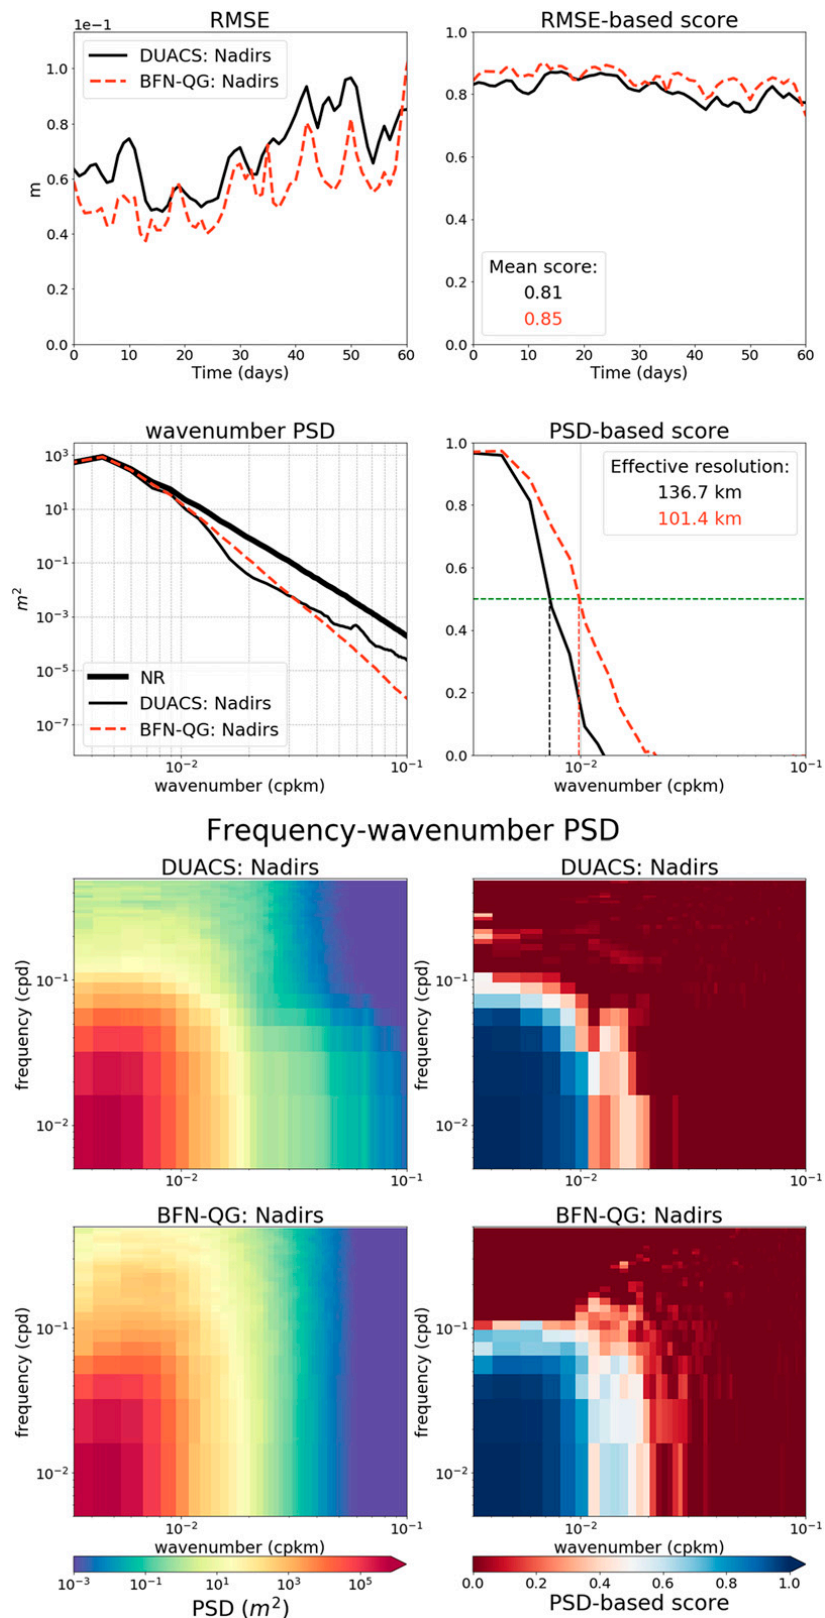 RMSE
1e−1
DUACS: Nadirs
BFN-QG: Nadirs
1.0
0.8
0.6
0.4
0.2
0.0
m
0 10 20 30 40 50 60
Time (days)
RMSE-based score
1.0
0.8
0.6
0.4
0.2
0.0
Mean score:
0.81
0.85
0 10 20 30 40 50 60
Time (days)
wavenumber PSD
10³
10¹
10⁻¹
10⁻³
10⁻⁵
10⁻⁷
m²
NR
DUACS: Nadirs
BFN-QG: Nadirs
10⁻² 10⁻¹
wavenumber (cpkm)
PSD-based score
1.0
0.8
0.6
0.4
0.2
0.0
Effective resolution:
136.7 km
101.4 km
10⁻² 10⁻¹
wavenumber (cpkm)
Frequency-wavenumber PSD
DUACS: Nadirs
10⁻¹
10⁻²
frequency (cpd)
10⁻² 10⁻¹
DUACS: Nadirs
10⁻¹
10⁻²
frequency (cpd)
10⁻² 10⁻¹
BFN-QG: Nadirs
10⁻¹
10⁻²
frequency (cpd)
10⁻² 10⁻¹
wavenumber (cpkm)
BFN-QG: Nadirs
10⁻¹
10⁻²
frequency (cpd)
10⁻² 10⁻¹
wavenumber (cpkm)
10⁻³ 10⁻¹ 10¹ 10³ 10⁵
PSD (m²)
0.0 0.2 0.4 0.6 0.8 1.0
PSD-based score